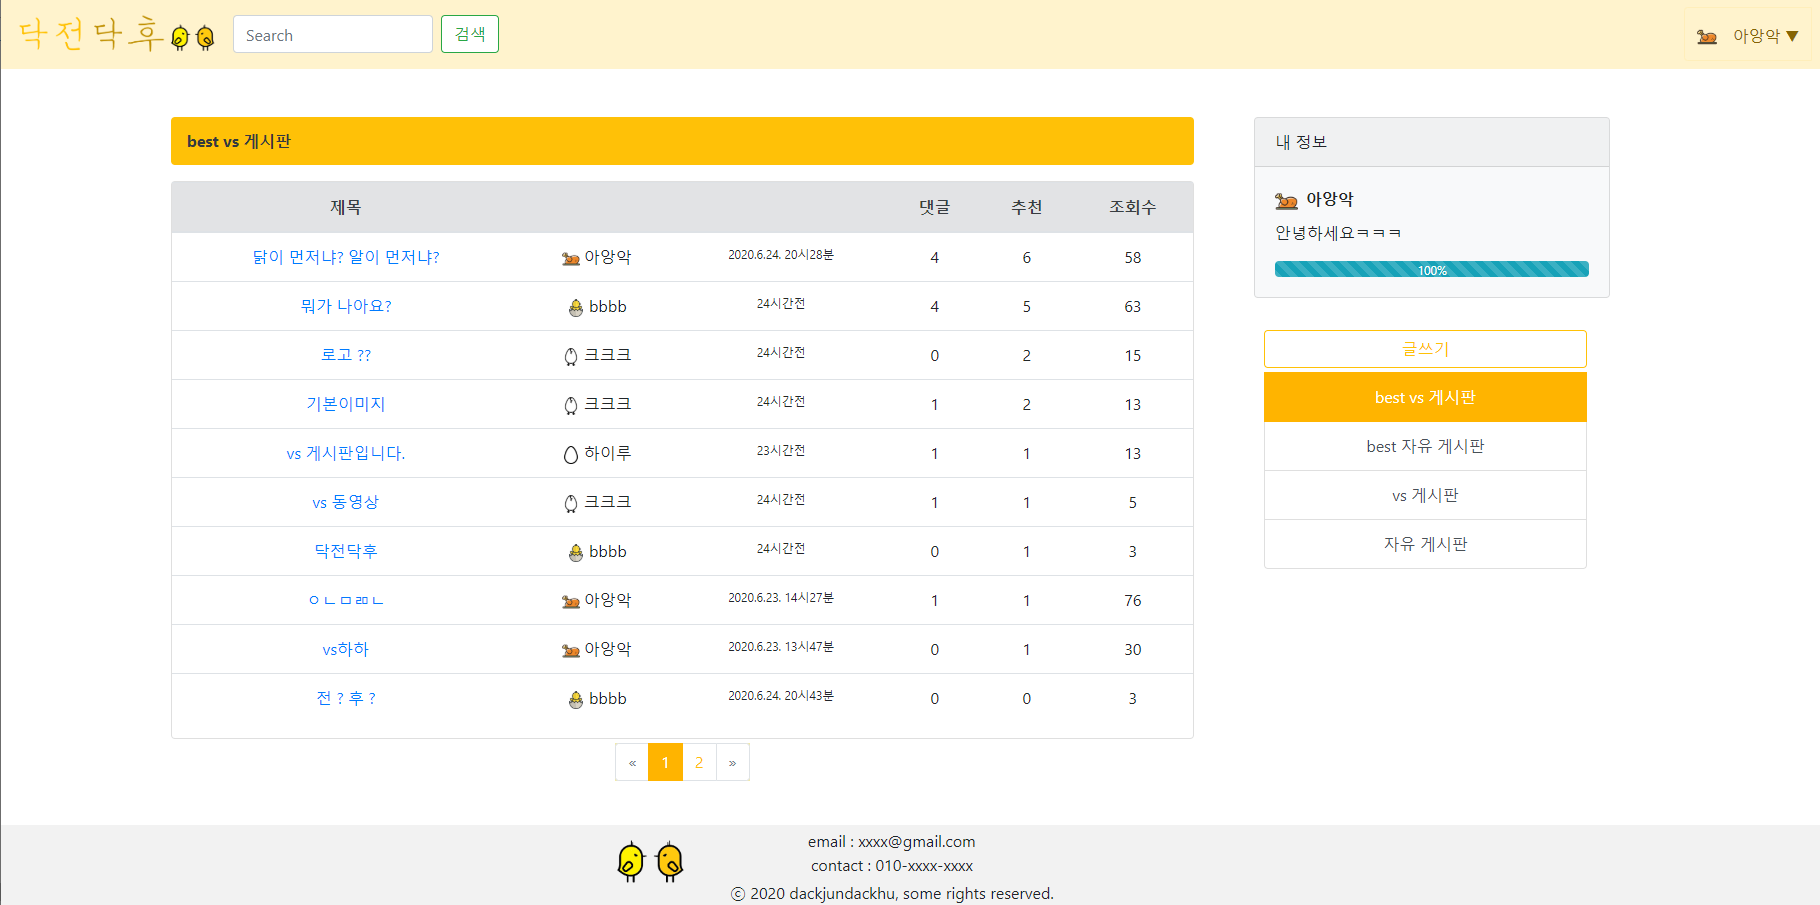 닥전닥후 Search 검색 아앙악 ▼
best vs 게시판
제목 댓글 추천 조회수
닭이 먼저냐? 알이 먼저냐? 아앙악 2020.6.24. 20시28분 4 6 58
뭐가 나아요? bbbb 24시간전 4 5 63
로고 ?? 크크크 24시간전 0 2 15
기본이미지 크크크 24시간전 1 2 13
vs 게시판입니다. 하이루 23시간전 1 1 13
vs 동영상 크크크 24시간전 1 1 5
닥전닥후 bbbb 24시간전 0 1 3
아앙악 2020.6.23. 14시27분 1 1 76
vs하하 아앙악 2020.6.23. 13시47분 0 1 30
전 ? 후 ? bbbb 2020.6.24. 20시43분 0 0 3
« 1 2 »
내 정보
아앙악
안녕하세요ㅋㅋㅋ
100%
글쓰기
best vs 게시판
best 자유 게시판
vs 게시판
자유 게시판
email : xxxx@gmail.com
contact : 010-xxxx-xxxx
ⓒ 2020 dackjundackhu, some rights reserved.